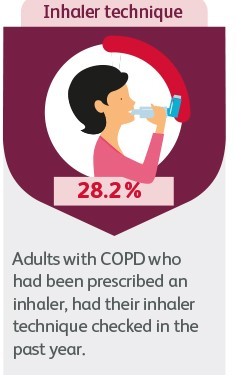 Inhaler technique
28.2%
Adults with COPD who
had been prescribed an
inhaler, had their inhaler
technique checked in the
past year.